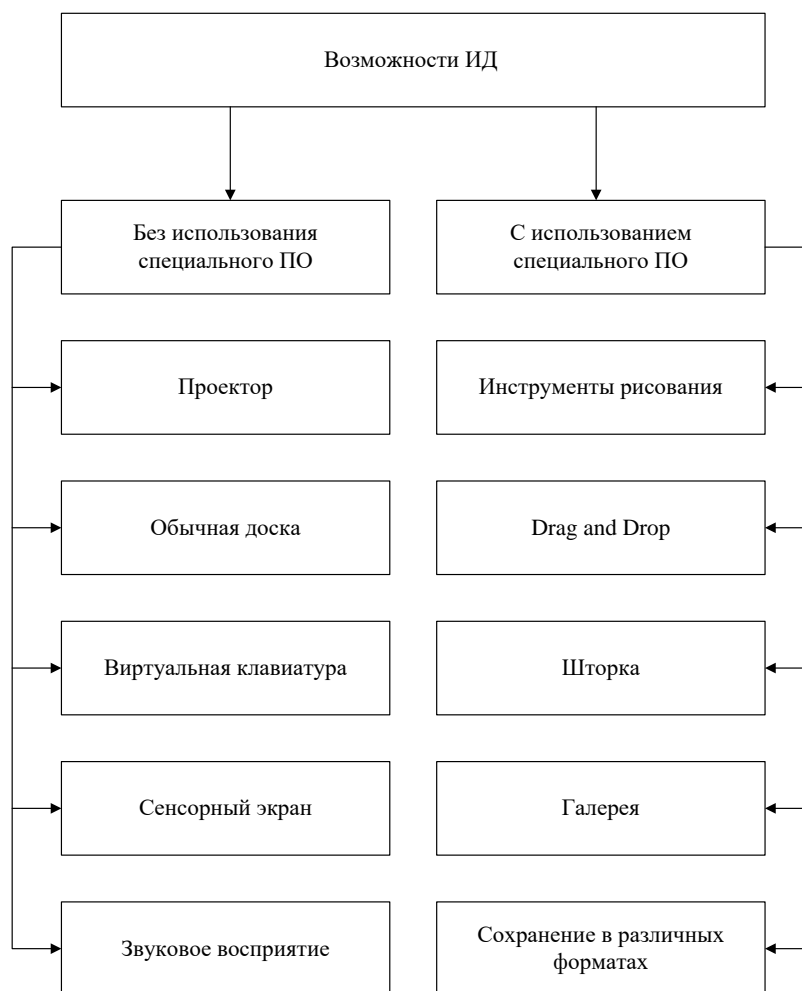 Возможности ИД
Без использования
специального ПО
С использованием
специального ПО
Проектор
Инструменты рисования
Обычная доска
Drag and Drop
Виртуальная клавиатура
Шторка
Сенсорный экран
Галерея
Звуковое восприятие
Сохранение в различных
форматах